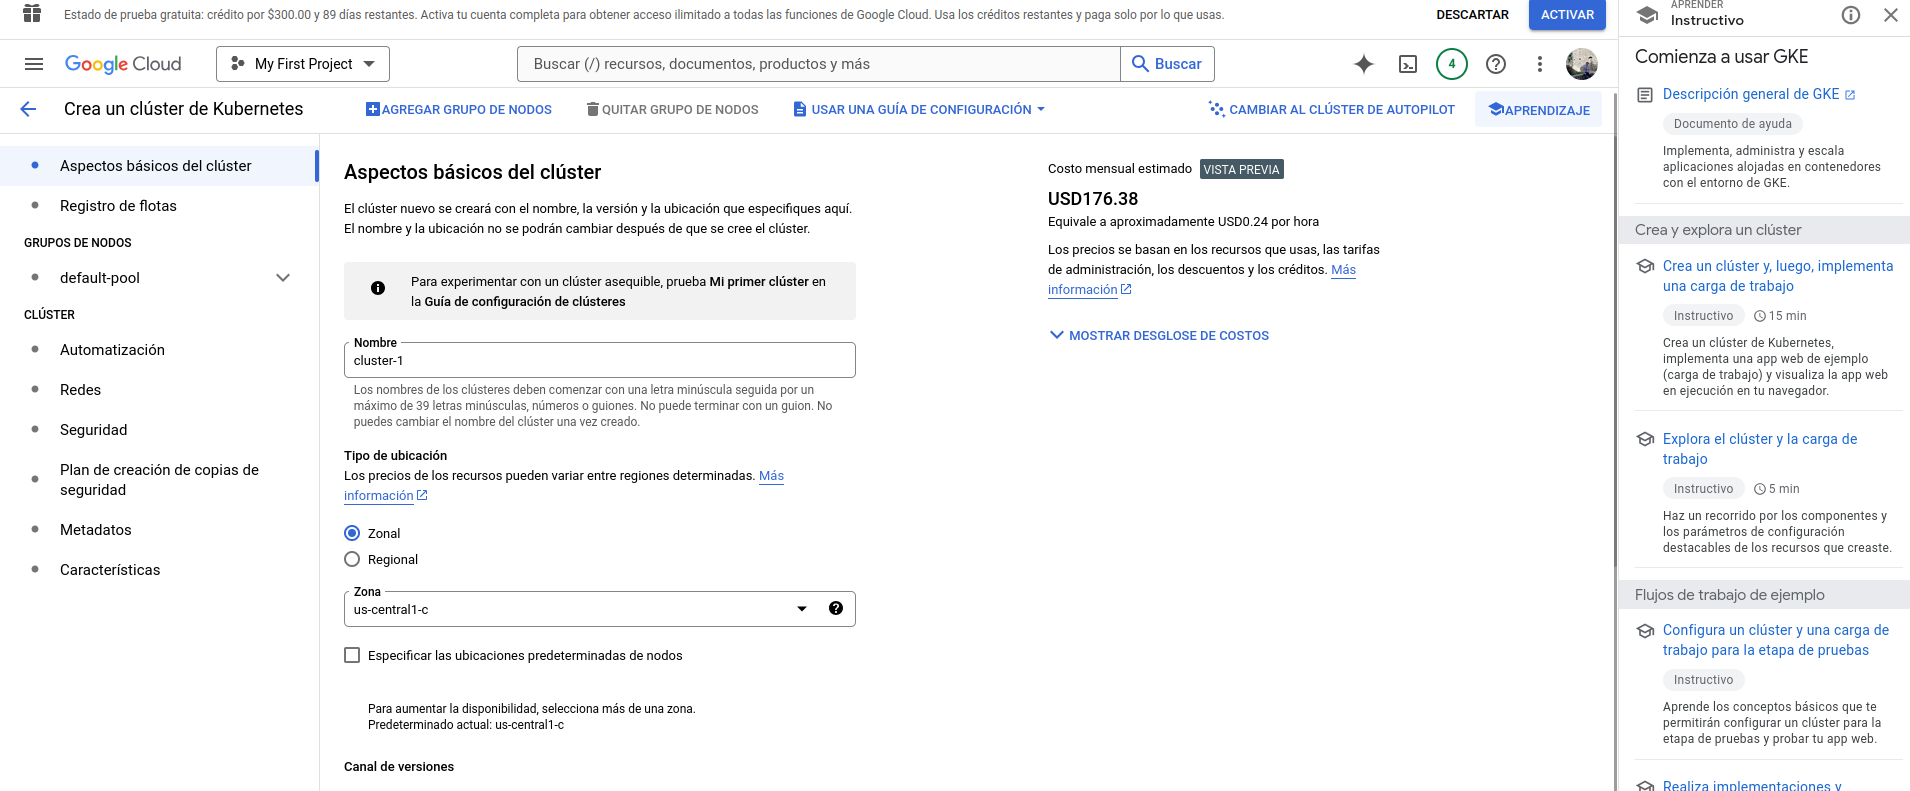 Estado de prueba gratuita: crédito por $300.00 y 89 días restantes. Activa tu cuenta completa para obtener acceso ilimitado a todas las funciones de Google Cloud. Usa los créditos restantes y paga solo por lo que usas.
DESCARTAR
ACTIVAR
Google Cloud
My First Project
Buscar (/) recursos, documentos, productos y más
Buscar
4
Crea un clúster de Kubernetes
AGREGAR GRUPO DE NODOS
QUITAR GRUPO DE NODOS
USAR UNA GUÍA DE CONFIGURACIÓN
CAMBIAR AL CLÚSTER DE AUTOPILOT
APRENDIZAJE
Aspectos básicos del clúster
Registro de flotas
GRUPOS DE NODOS
default-pool
CLÚSTER
Automatización
Redes
Seguridad
Plan de creación de copias de
seguridad
Metadatos
Características
Aspectos básicos del clúster
El clúster nuevo se creará con el nombre, la versión y la ubicación que especifiques aquí.
El nombre y la ubicación no se podrán cambiar después de que se cree el clúster.
Para experimentar con un clúster asequible, prueba Mi primer clúster en
la Guía de configuración de clústeres
Nombre
cluster-1
Los nombres de los clústeres deben comenzar con una letra minúscula seguida por un
máximo de 39 letras minúsculas, números o guiones. No puede terminar con un guion. No
puedes cambiar el nombre del clúster una vez creado.
Tipo de ubicación
Los precios de los recursos pueden variar entre regiones determinadas. Más
información
Zonal
Regional
Zona
us-central1-c
Especificar las ubicaciones predeterminadas de nodos
Para aumentar la disponibilidad, selecciona más de una zona.
Predeterminado actual: us-central1-c
Canal de versiones
Costo mensual estimado VISTA PREVIA
USD176.38
Equivale a aproximadamente USD0.24 por hora
Los precios se basan en los recursos que usas, las tarifas
de administración, los descuentos y los créditos. Más
información
MOSTRAR DESGLOSE DE COSTOS
APRENDER
Instructivo
Comienza a usar GKE
Descripción general de GKE
Documento de ayuda
Implementa, administra y escala
aplicaciones alojadas en contenedores
con el entorno de GKE.
Crea y explora un clúster
Crea un clúster y, luego, implementa
una carga de trabajo
Instructivo
15 min
Crea un clúster de Kubernetes,
implementa una app web de ejemplo
(carga de trabajo) y visualiza la app web
en ejecución en tu navegador.
Explora el clúster y la carga de
trabajo
Instructivo
5 min
Haz un recorrido por los componentes y
los parámetros de configuración
destacables de los recursos que creaste.
Flujos de trabajo de ejemplo
Configura un clúster y una carga de
trabajo para la etapa de pruebas
Instructivo
Aprende los conceptos básicos que te
permitirán configurar un clúster para la
etapa de pruebas y probar tu app web.
Realiza implementaciones y